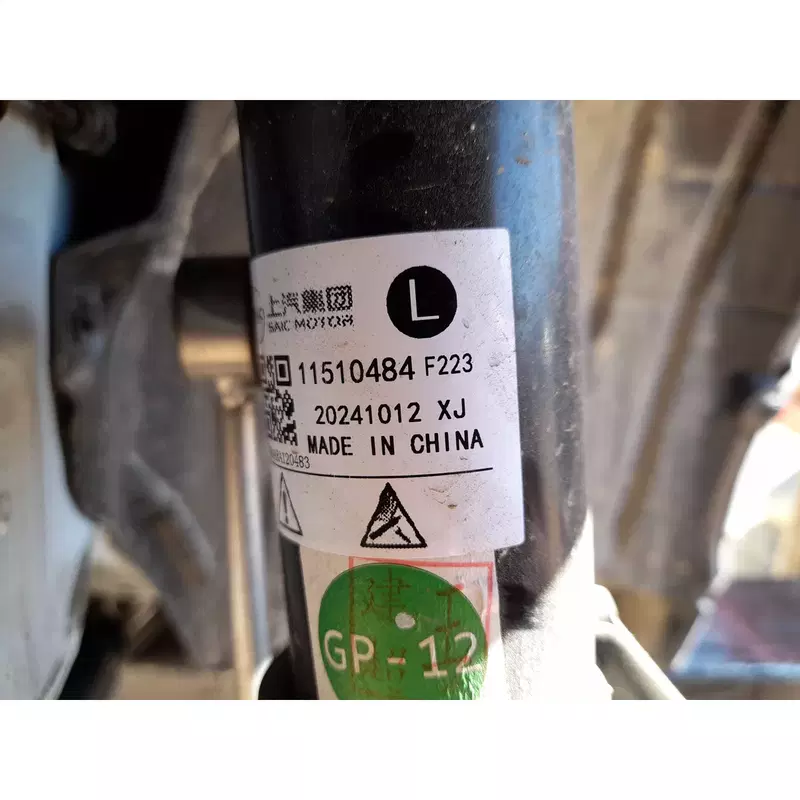 上汽集团
SAIC MOTOR
L
11510484 F223
20241012 XJ
MADE IN CHINA
GP-12